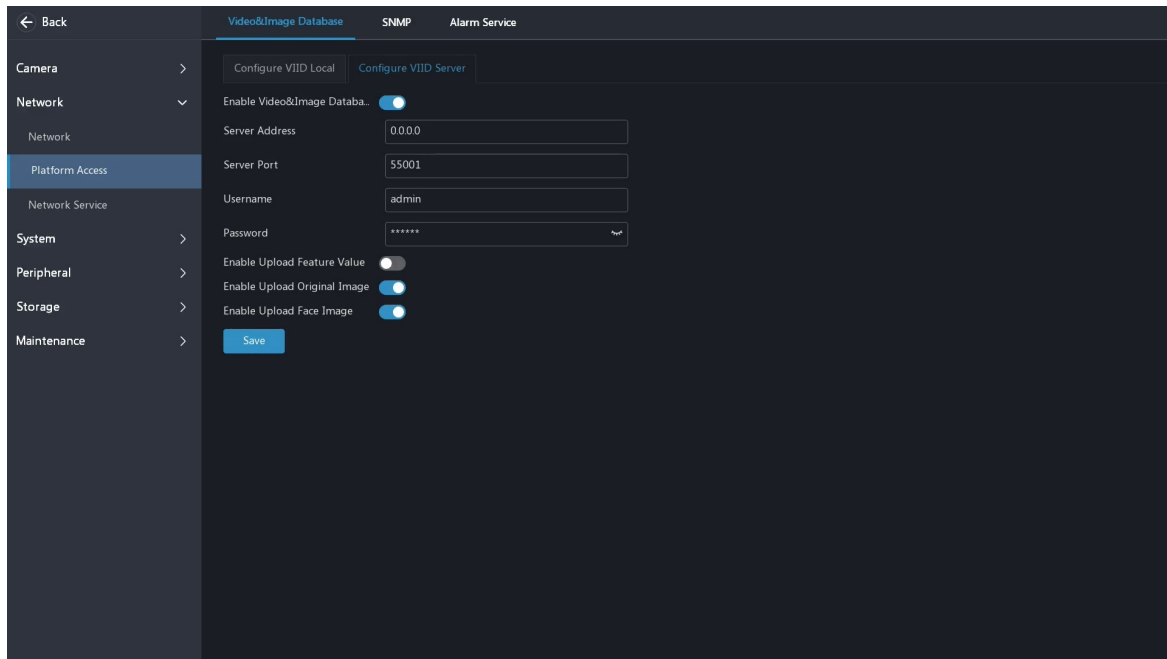 Back
Video&Image Database SNMP Alarm Service
Camera
Network
Network
Platform Access
Network Service
System
Peripheral
Storage
Maintenance
Configure VIID Local Configure VIID Server
Enable Video&Image Databa...
Server Address 0.0.0.0
Server Port 55001
Username admin
Password ******
Enable Upload Feature Value
Enable Upload Original Image
Enable Upload Face Image
Save